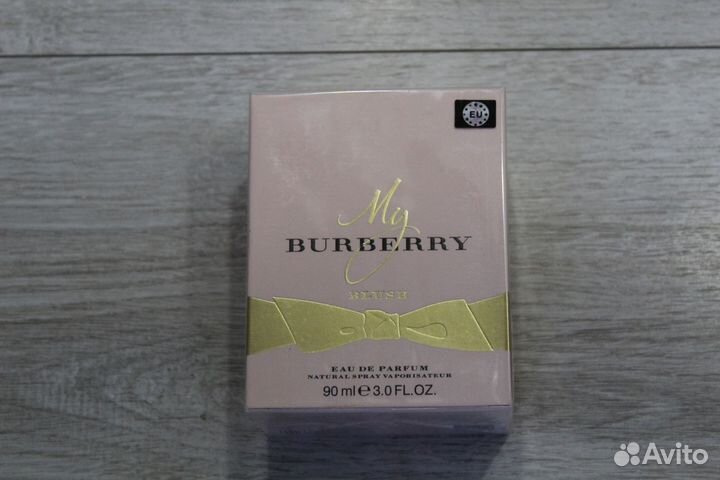 EU
My
BURBERRY
BLUSH
EAU DE PARFUM
NATURAL SPRAY VAPORISATEUR
90 ml e 3.0 FL.OZ.
Avito